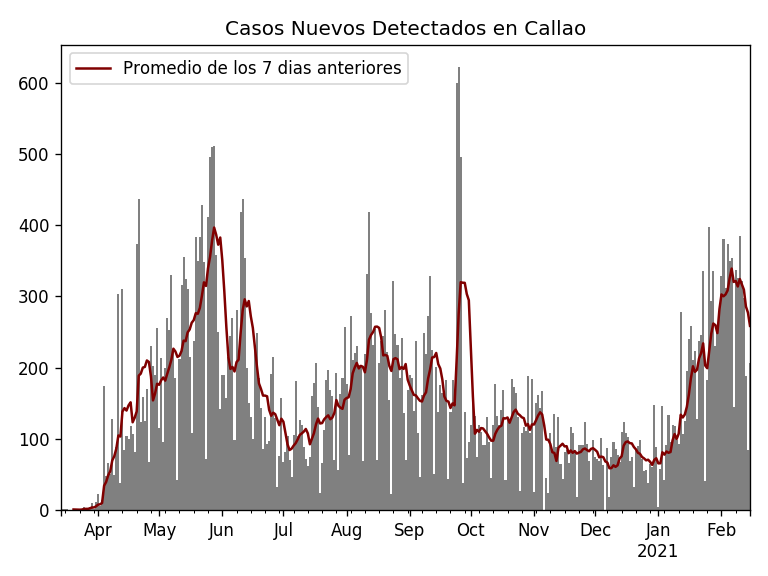 Casos Nuevos Detectados en Callao
Promedio de los 7 dias anteriores
600
500
400
300
200
100
0
Apr May Jun Jul Aug Sep Oct Nov Dec Jan Feb
2021